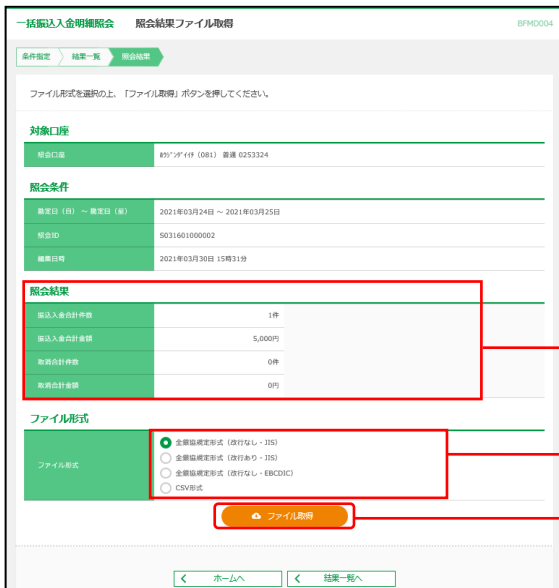 一括振込入金明細照会 照会結果ファイル取得 BFMD004
条件指定 結果一覧 照会結果
ファイル形式を選択の上、「ファイル取得」ボタンを押してください。
対象口座
照会口座 (081) 普通 0253324
照会条件
勘定日（自）～ 勘定日（至） 2021年03月24日 ～ 2021年03月25日
照会ID S031601000002
編集日時 2021年03月30日 15時31分
照会結果
振込入金合計件数 1件
振込入金合計金額 5,000円
取消合計件数 0件
取消合計金額 0円
ファイル形式
ファイル形式
全銀協規定形式（改行なし・JIS）
全銀協規定形式（改行あり・JIS）
全銀協規定形式（改行なし・EBCDIC）
CSV形式
ファイル取得
ホームへ 結果一覧へ